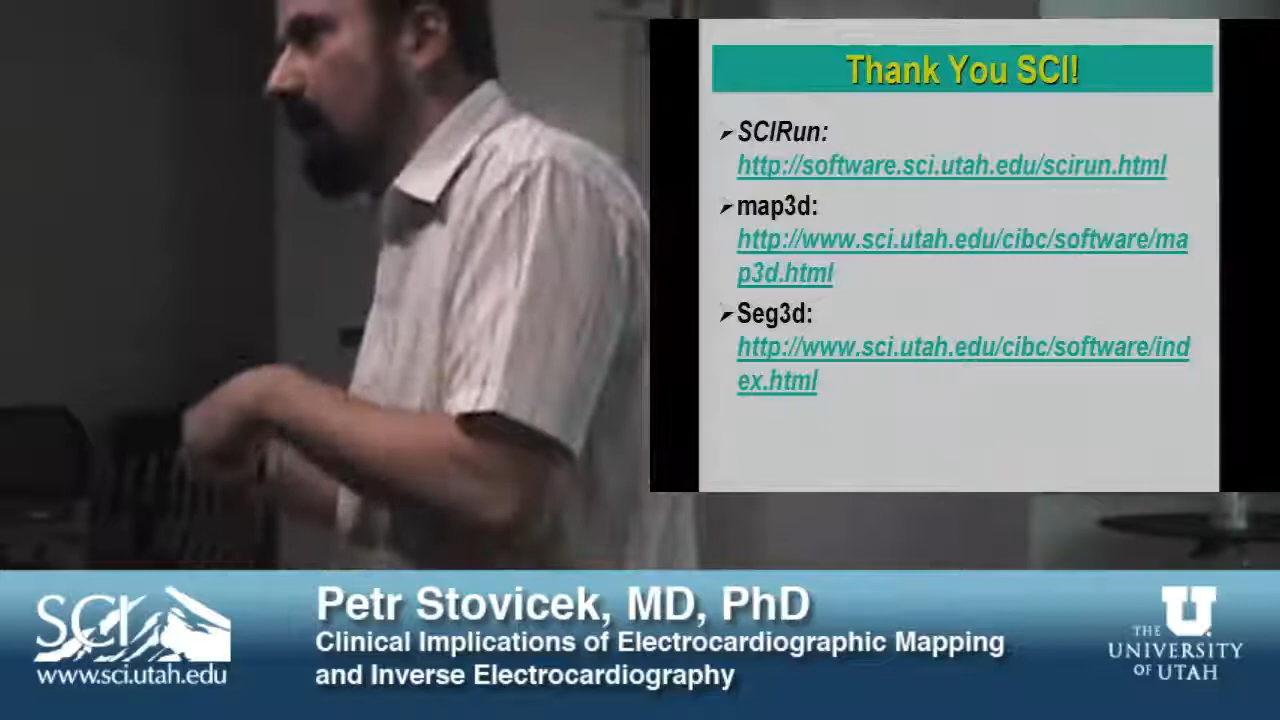 Thank You SCI!
SCIRun:
http://software.sci.utah.edu/scirun.html
map3d:
http://www.sci.utah.edu/cibc/software/ma
p3d.html
Seg3d:
http://www.sci.utah.edu/cibc/software/ind
ex.html
SCI
www.sci.utah.edu
Petr Stovicek, MD, PhD
Clinical Implications of Electrocardiographic Mapping
and Inverse Electrocardiography
U
THE
UNIVERSITY
OF UTAH